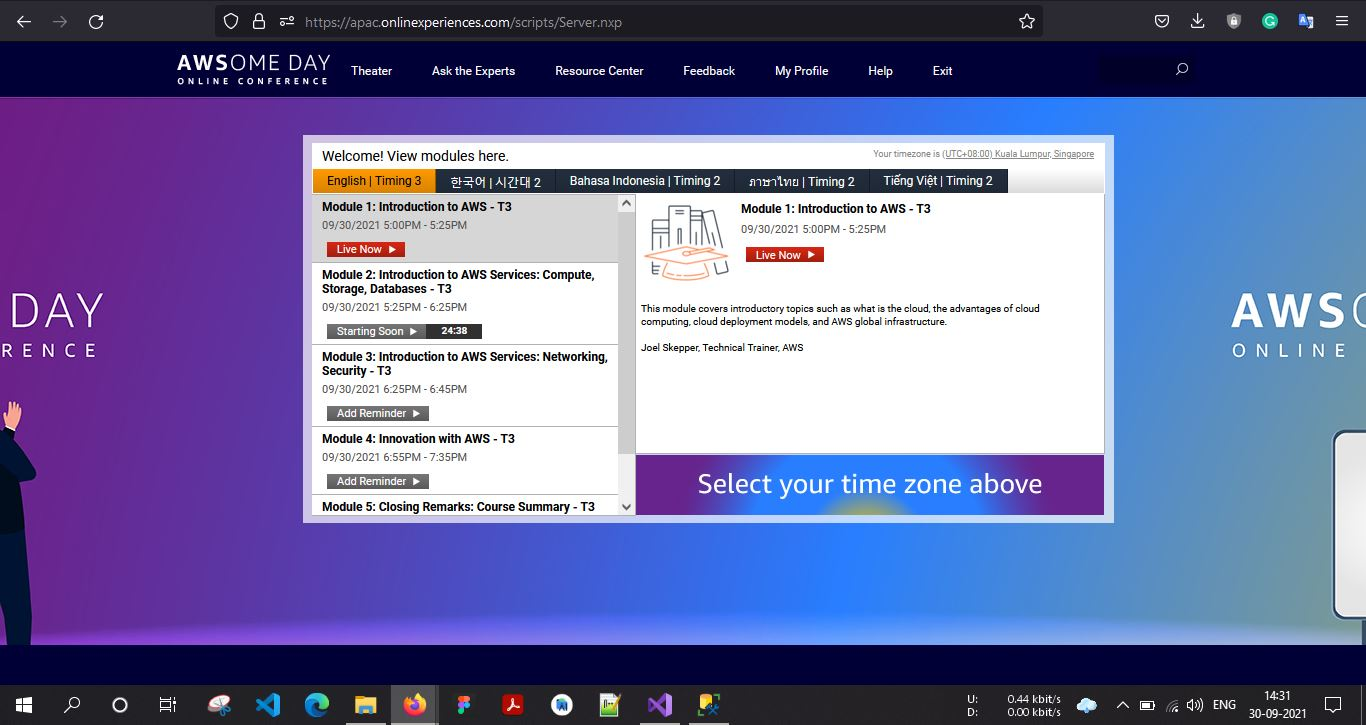 https://apac.onlinexperiences.com/scripts/Server.nxp
AWSOME DAY
ONLINE CONFERENCE
Theater
Ask the Experts
Resource Center
Feedback
My Profile
Help
Exit
Welcome! View modules here.
Your timezone is (UTC+08:00) Kuala Lumpur, Singapore
English | Timing 3
한국어 | 시간대 2
Bahasa Indonesia | Timing 2
ภาษาไทย | Timing 2
Tiếng Việt | Timing 2
Module 1: Introduction to AWS - T3
09/30/2021 5:00PM - 5:25PM
Live Now
Module 2: Introduction to AWS Services: Compute,
Storage, Databases - T3
09/30/2021 5:25PM - 6:25PM
Starting Soon 24:38
Module 3: Introduction to AWS Services: Networking,
Security - T3
09/30/2021 6:25PM - 6:45PM
Add Reminder
Module 4: Innovation with AWS - T3
09/30/2021 6:55PM - 7:35PM
Add Reminder
Module 5: Closing Remarks: Course Summary - T3
Module 1: Introduction to AWS - T3
09/30/2021 5:00PM - 5:25PM
Live Now
This module covers introductory topics such as what is the cloud, the advantages of cloud
computing, cloud deployment models, and AWS global infrastructure.
Joel Skepper, Technical Trainer, AWS
Select your time zone above
E DAY
RENCE
AWSO
ONLINE
U: 0.44 kbit/s
D: 0.00 kbit/s
ENG
14:31
30-09-2021